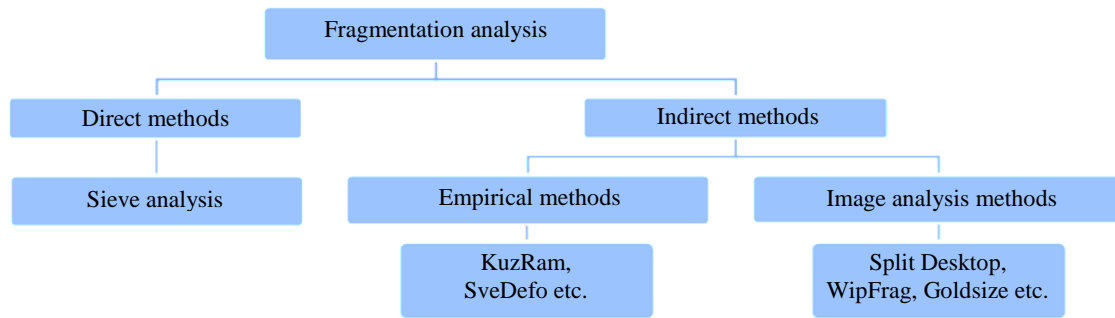 Fragmentation analysis
Direct methods
Indirect methods
Sieve analysis
Empirical methods
Image analysis methods
KuzRam,
SveDefo etc.
Split Desktop,
WipFrag, Goldsize etc.